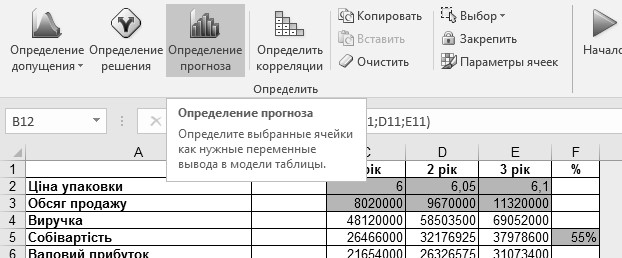 Определение допущения
Определение решения
Определение прогноза
Определить корреляции
Копировать
Вставить
Очистить
Выбор
Закрепить
Параметры ячеек
Начало
Определить
B12
1;D11;E11)
Определение прогноза
Определите выбранные ячейки
как нужные переменные
вывода в модели таблицы.
A C D E F
1 рік 2 рік 3 рік %
2 Ціна упаковки 6 6,05 6,1
3 Обсяг продажу 8020000 9670000 11320000
4 Виручка 48120000 58503500 69052000
5 Собівартість 26466000 32176925 37978600 55%
6 Валовий прибуток 21654000 26326575 31073400